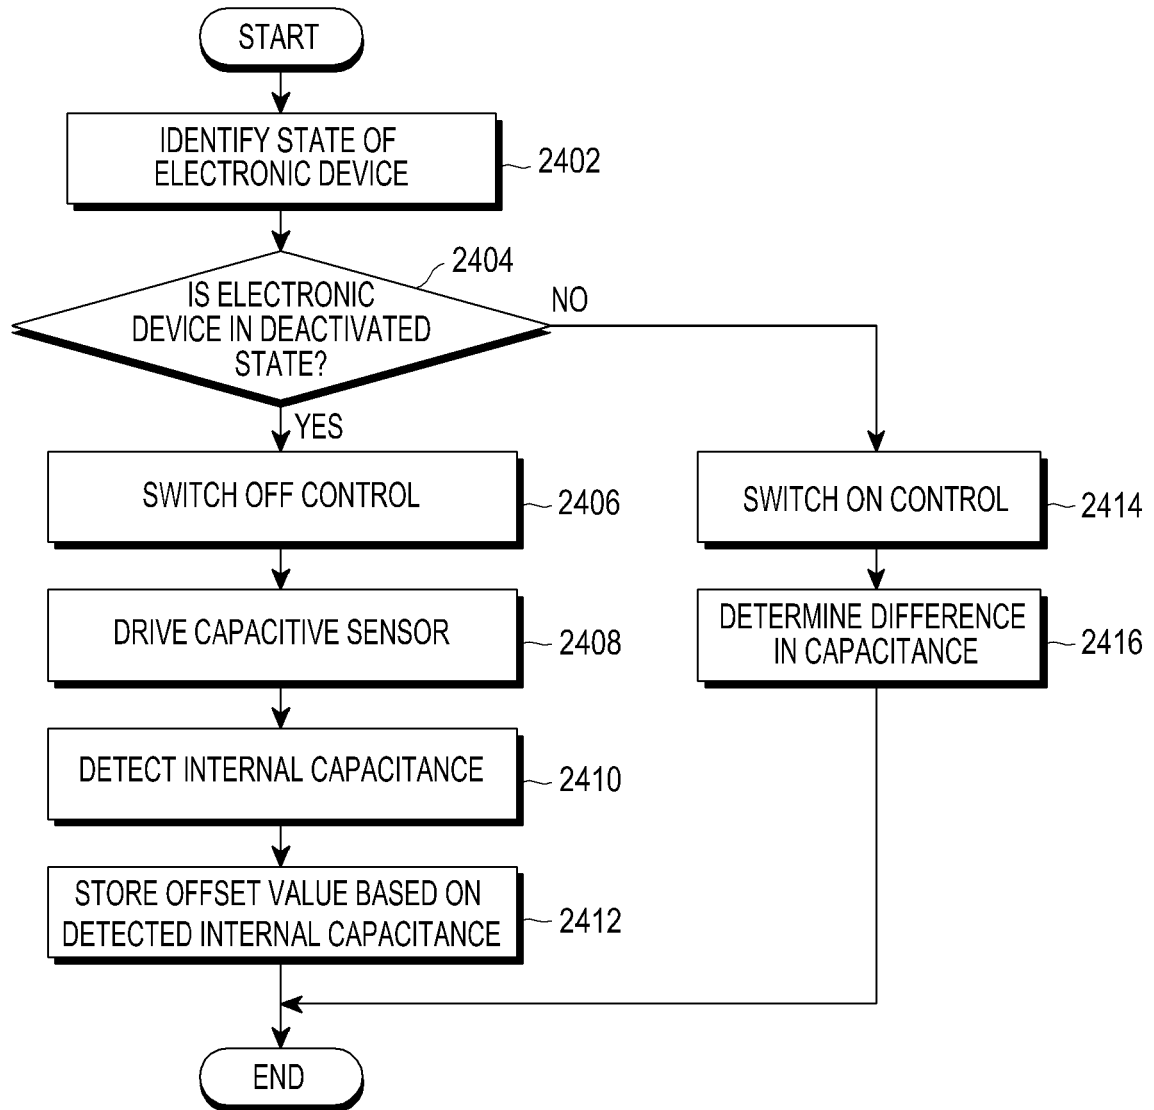 START
IDENTIFY STATE OF
ELECTRONIC DEVICE
2402
2404
IS ELECTRONIC
DEVICE IN DEACTIVATED
STATE?
NO
YES
SWITCH OFF CONTROL
2406
DRIVE CAPACITIVE SENSOR
2408
DETECT INTERNAL CAPACITANCE
2410
STORE OFFSET VALUE BASED ON
DETECTED INTERNAL CAPACITANCE
2412
SWITCH ON CONTROL
2414
DETERMINE DIFFERENCE
IN CAPACITANCE
2416
END